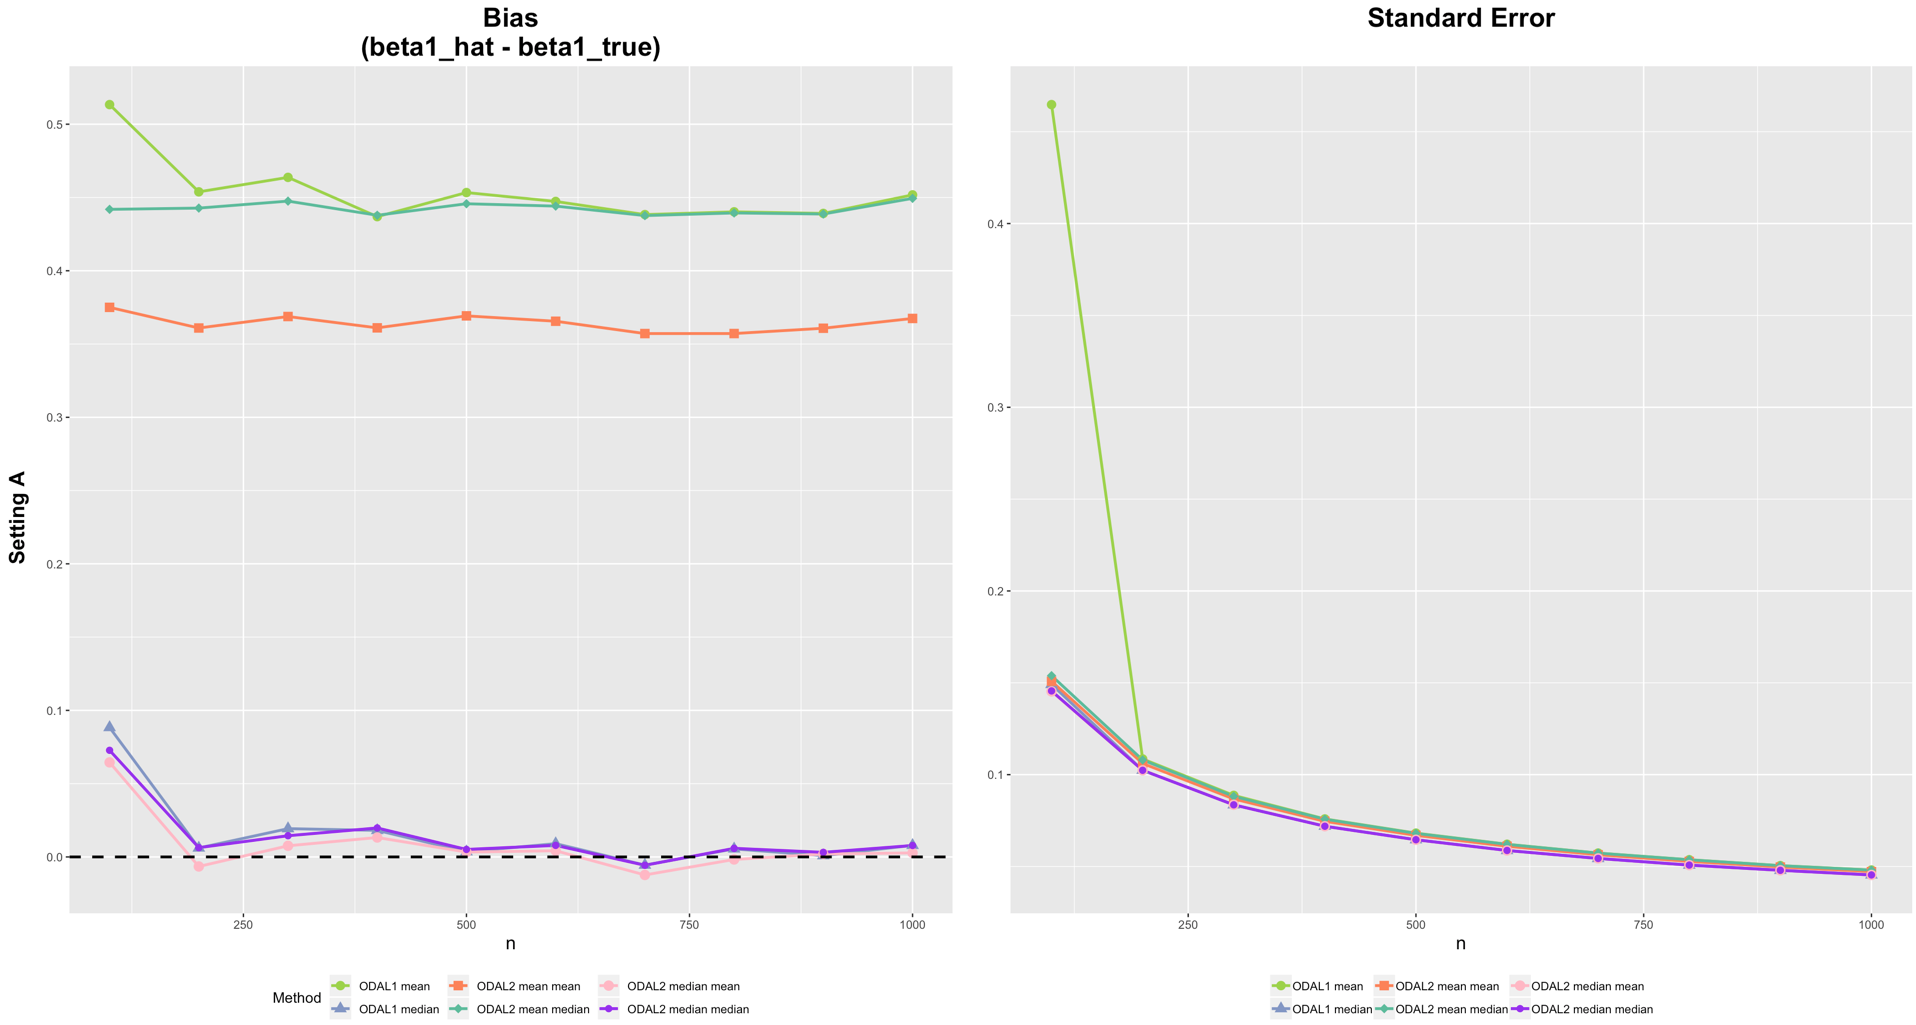 Bias
(beta1_hat - beta1_true)
Standard Error
Setting A
0.5
0.4
0.3
0.2
0.1
0.0
250
500
750
1000
n
0.4
0.3
0.2
0.1
250
500
750
1000
n
Method
ODAL1 mean
ODAL2 mean mean
ODAL2 median mean
ODAL1 median
ODAL2 mean median
ODAL2 median median
ODAL1 mean
ODAL2 mean mean
ODAL2 median mean
ODAL1 median
ODAL2 mean median
ODAL2 median median